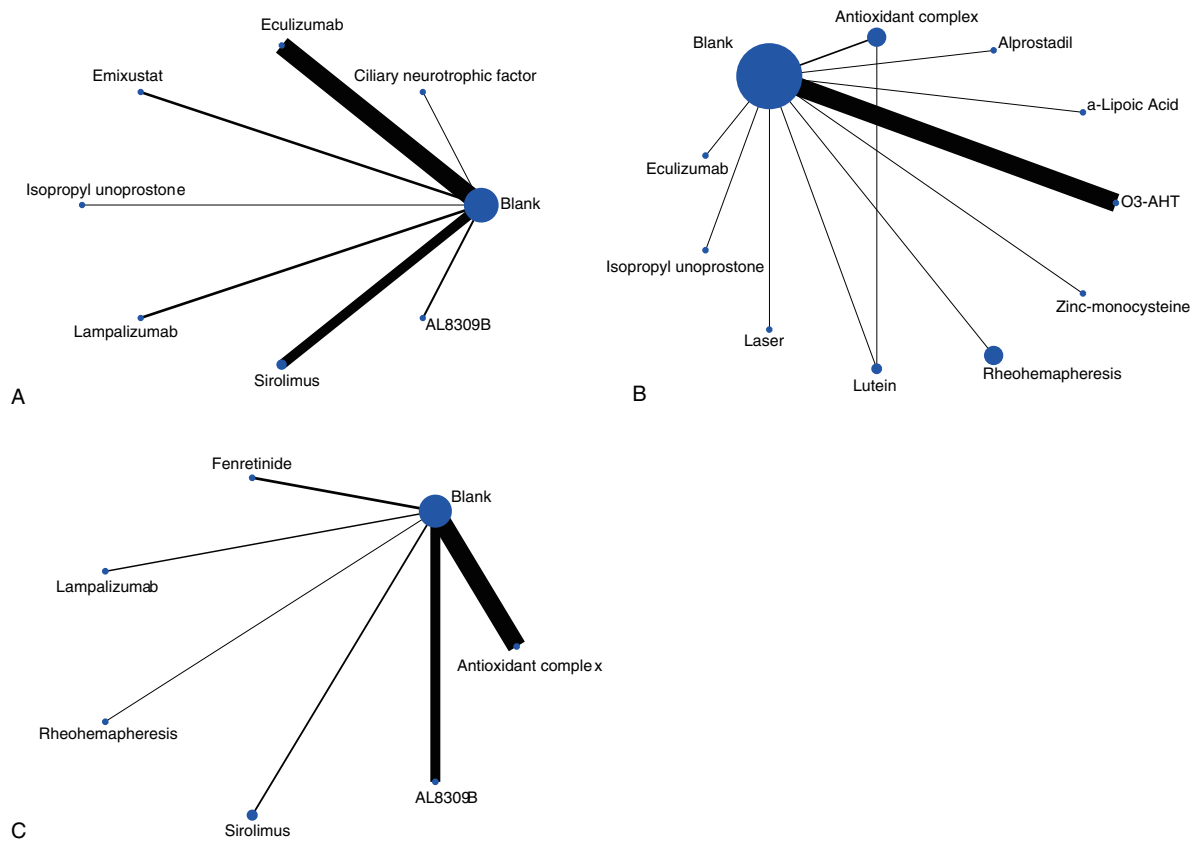 Eculizumab
Emixustat
Ciliary neurotrophic factor
Isopropyl unoprostone
Blank
Lampalizumab
AL8309B
Sirolimus
A
Antioxidant complex
Blank
Alprostadil
a-Lipoic Acid
Eculizumab
O3-AHT
Isopropyl unoprostone
Zinc-monocysteine
Laser
Rheohemapheresis
Lutein
B
Fenretinide
Blank
Lampalizumab
Antioxidant complex
Rheohemapheresis
AL8309B
Sirolimus
C